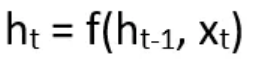 hₜ = f(hₜ₋₁, xₜ)